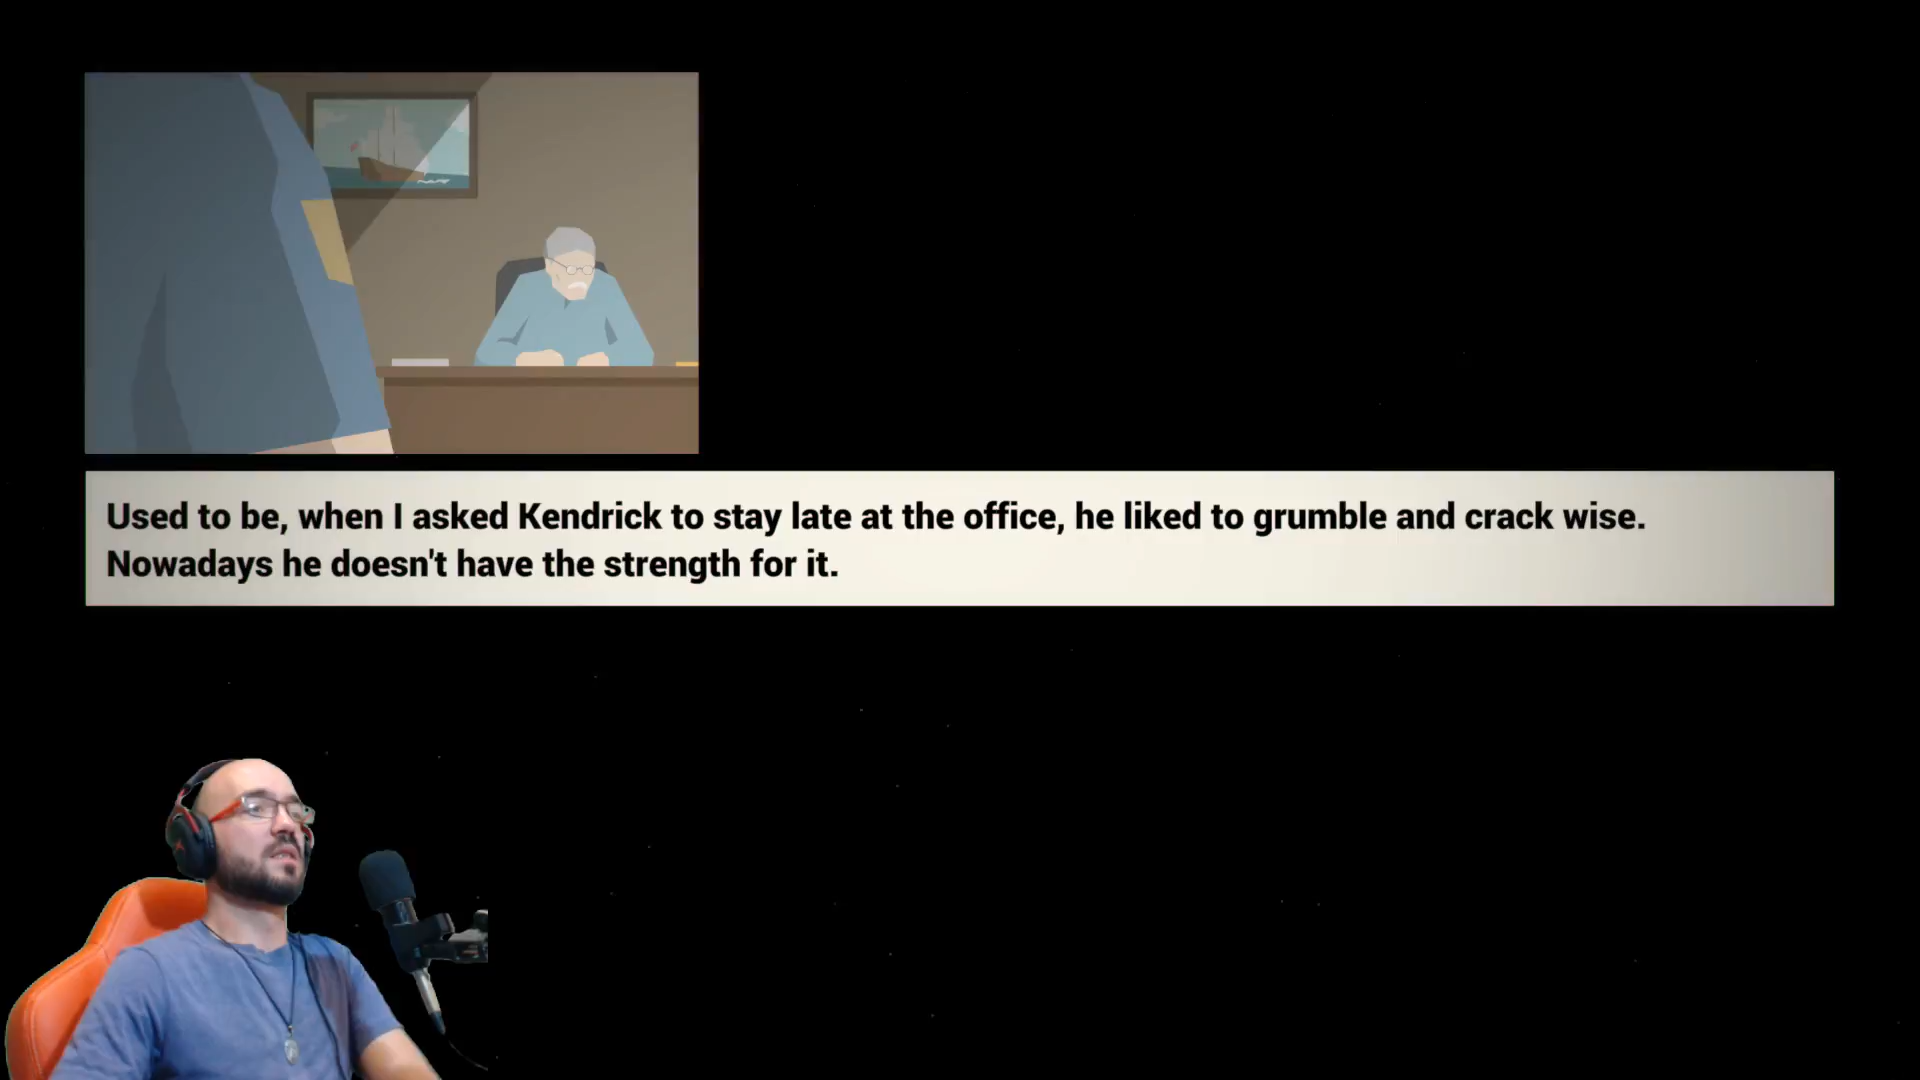 Used to be, when I asked Kendrick to stay late at the office, he liked to grumble and crack wise.
Nowadays he doesn't have the strength for it.